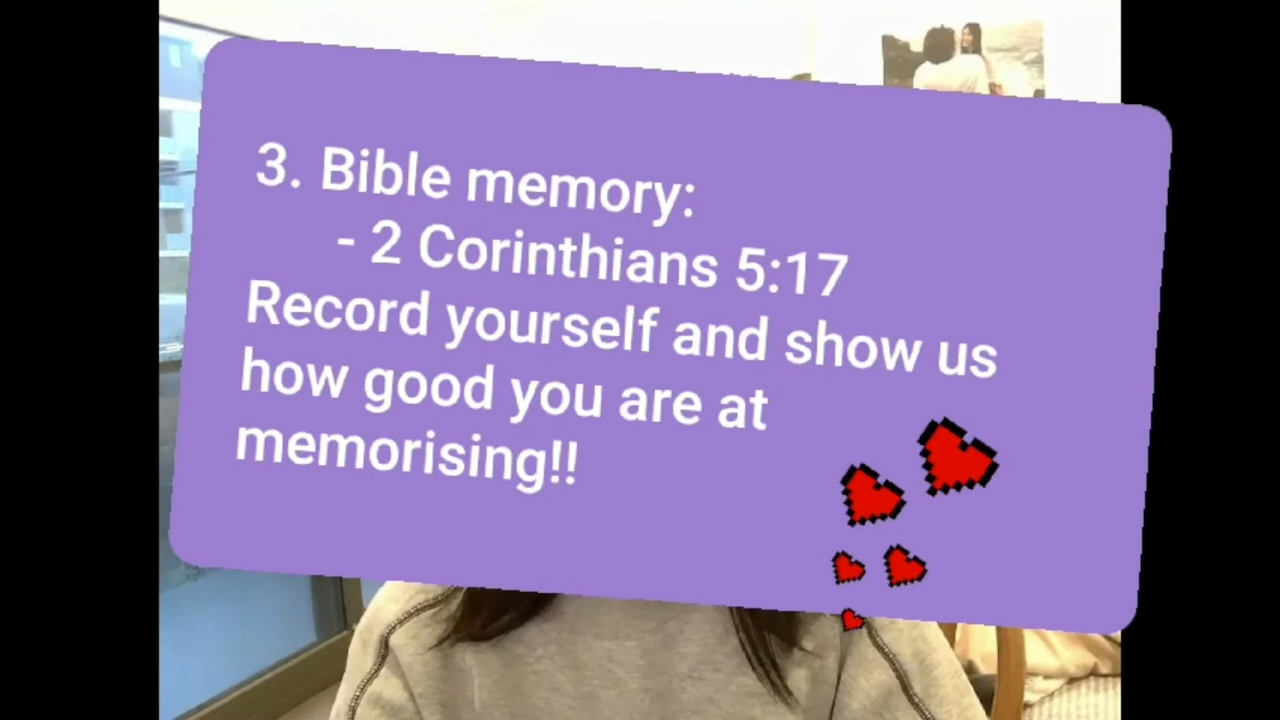 3. Bible memory:
- 2 Corinthians 5:17
Record yourself and show us
how good you are at
memorising!!